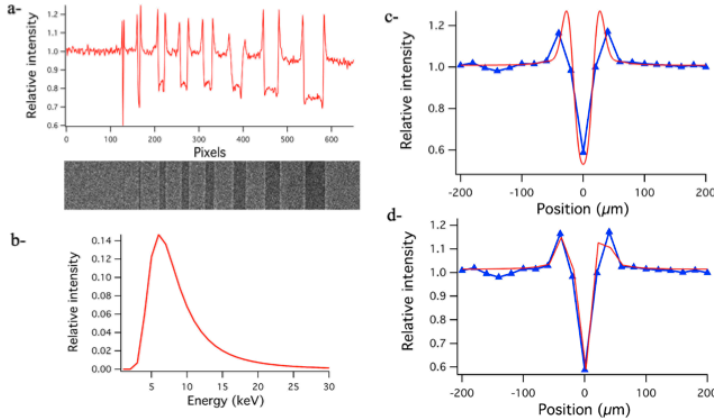 a-
Relative intensity
1.2
1.1
1.0
0.9
0.8
0.7
0.6
0 100 200 300 400 500 600
Pixels
b-
Relative intensity
0.14
0.12
0.10
0.08
0.06
0.04
0.02
0.00
5 10 15 20 25 30
Energy (keV)
c-
Relative intensity
1.2
1.0
0.8
0.6
-200 -100 0 100 200
Position (µm)
d-
Relative intensity
1.2
1.1
1.0
0.9
0.8
0.7
0.6
-200 -100 0 100 200
Position (µm)